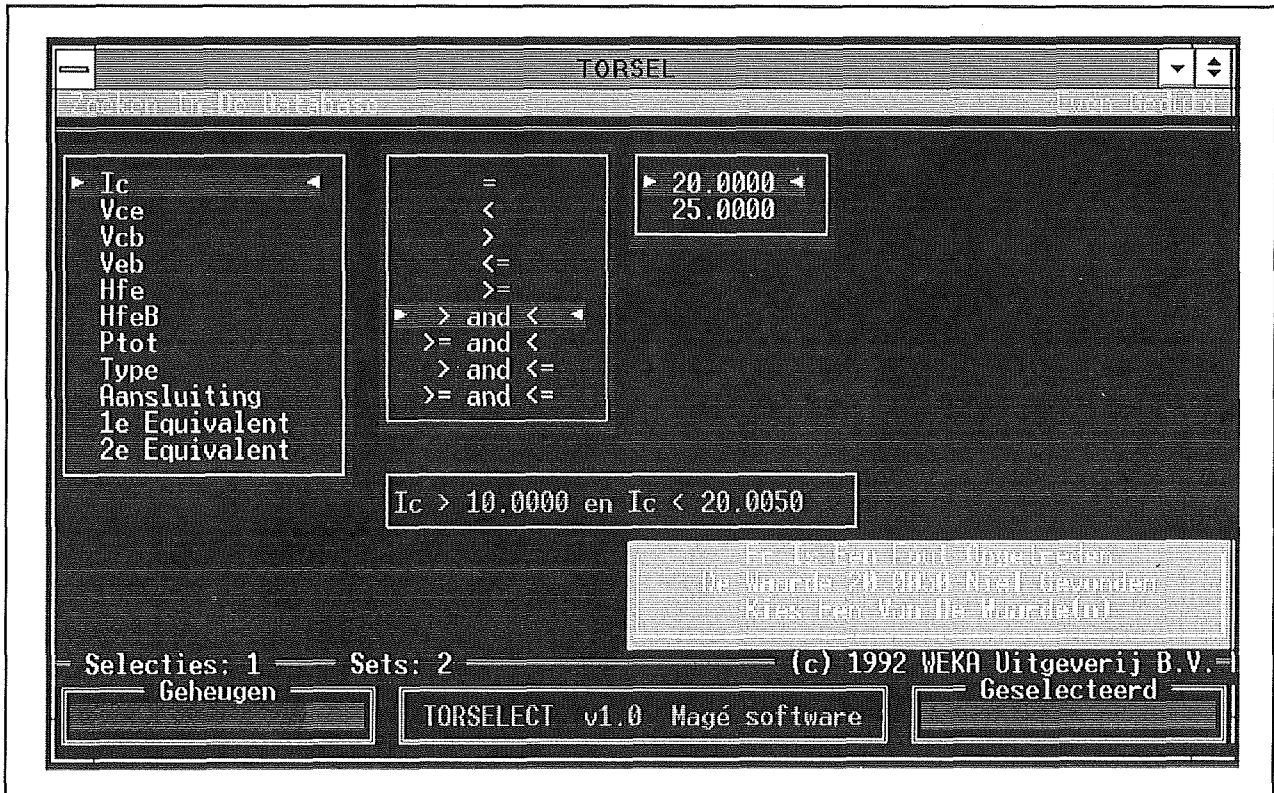 TORSEL
Zoeken In De Database
Even Geduld
Ic
Vce
Vcb
Veb
Hfe
HfeB
Ptot
Type
Aansluiting
1e Equivalent
2e Equivalent
=
<
>
<=
>=
> and <
>= and <
> and <=
>= and <=
20.0000
25.0000
Ic > 10.0000 en Ic < 20.0050
Er Is Een Fout Opgetreden
De Waarde 20.0050 Niet Gevonden
Kies Een Van De Waarde(n)
Selecties: 1
Sets: 2
(c) 1992 WEKA Uitgeverij B.V.
Geheugen
TORSELECT v1.0 Magé software
Geselecteerd